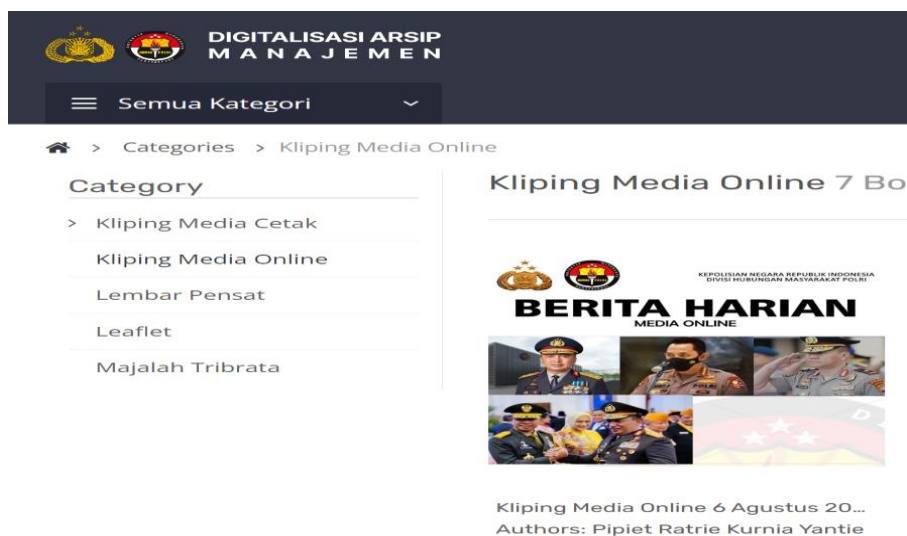 DIGITALISASI ARSIP
MANAJEMEN
Semua Kategori
> Categories > Kliping Media Online
Category
> Kliping Media Cetak
Kliping Media Online
Lembar Pensat
Leaflet
Majalah Tribrata
Kliping Media Online 7 Bo
KEPOLISIAN NEGARA REPUBLIK INDONESIA
DIVISI HUBUNGAN MASYARAKAT POLRI
BERITA HARIAN
MEDIA ONLINE
Kliping Media Online 6 Agustus 20...
Authors: Pipiet Ratrie Kurnia Yantie